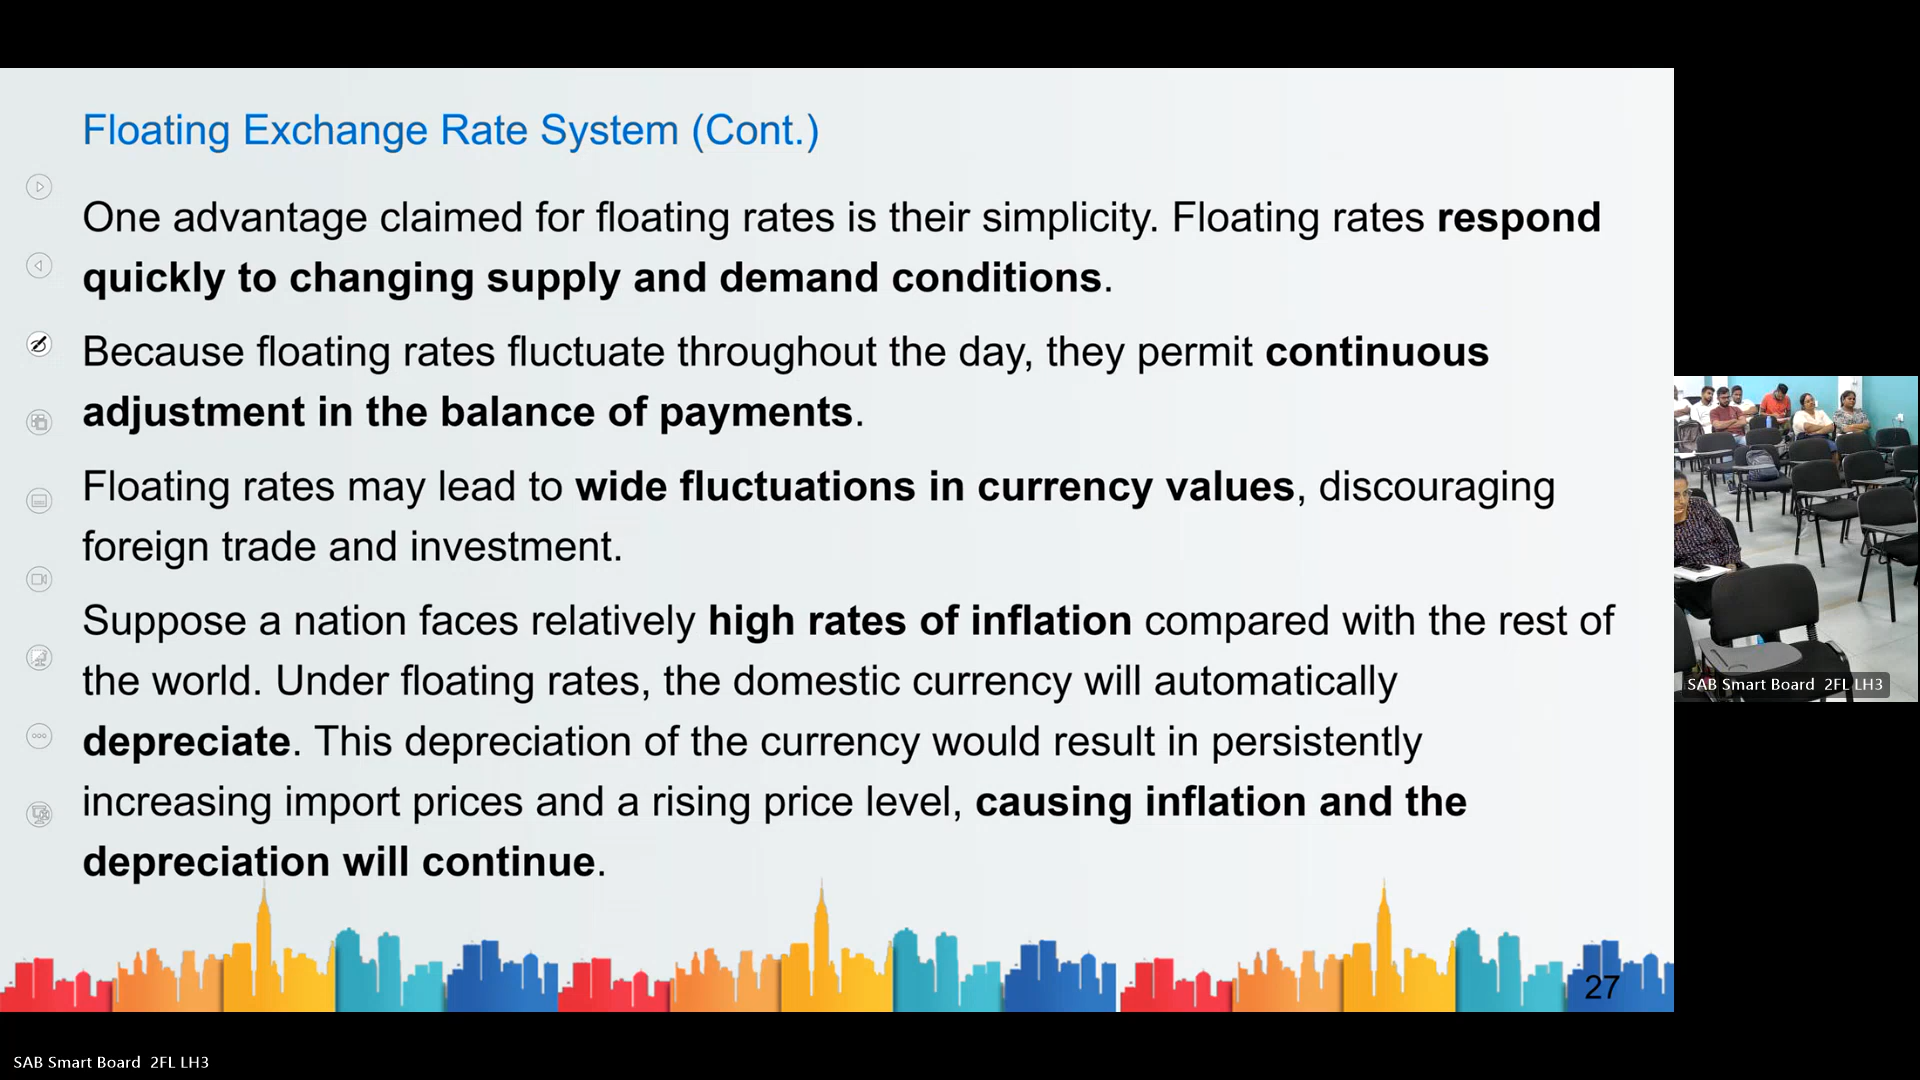 Floating Exchange Rate System (Cont.)
One advantage claimed for floating rates is their simplicity. Floating rates respond
quickly to changing supply and demand conditions.
Because floating rates fluctuate throughout the day, they permit continuous
adjustment in the balance of payments.
Floating rates may lead to wide fluctuations in currency values, discouraging
foreign trade and investment.
Suppose a nation faces relatively high rates of inflation compared with the rest of
the world. Under floating rates, the domestic currency will automatically
depreciate. This depreciation of the currency would result in persistently
increasing import prices and a rising price level, causing inflation and the
depreciation will continue.
27
SAB Smart Board 2FL LH3
SAB Smart Board 2FL LH3